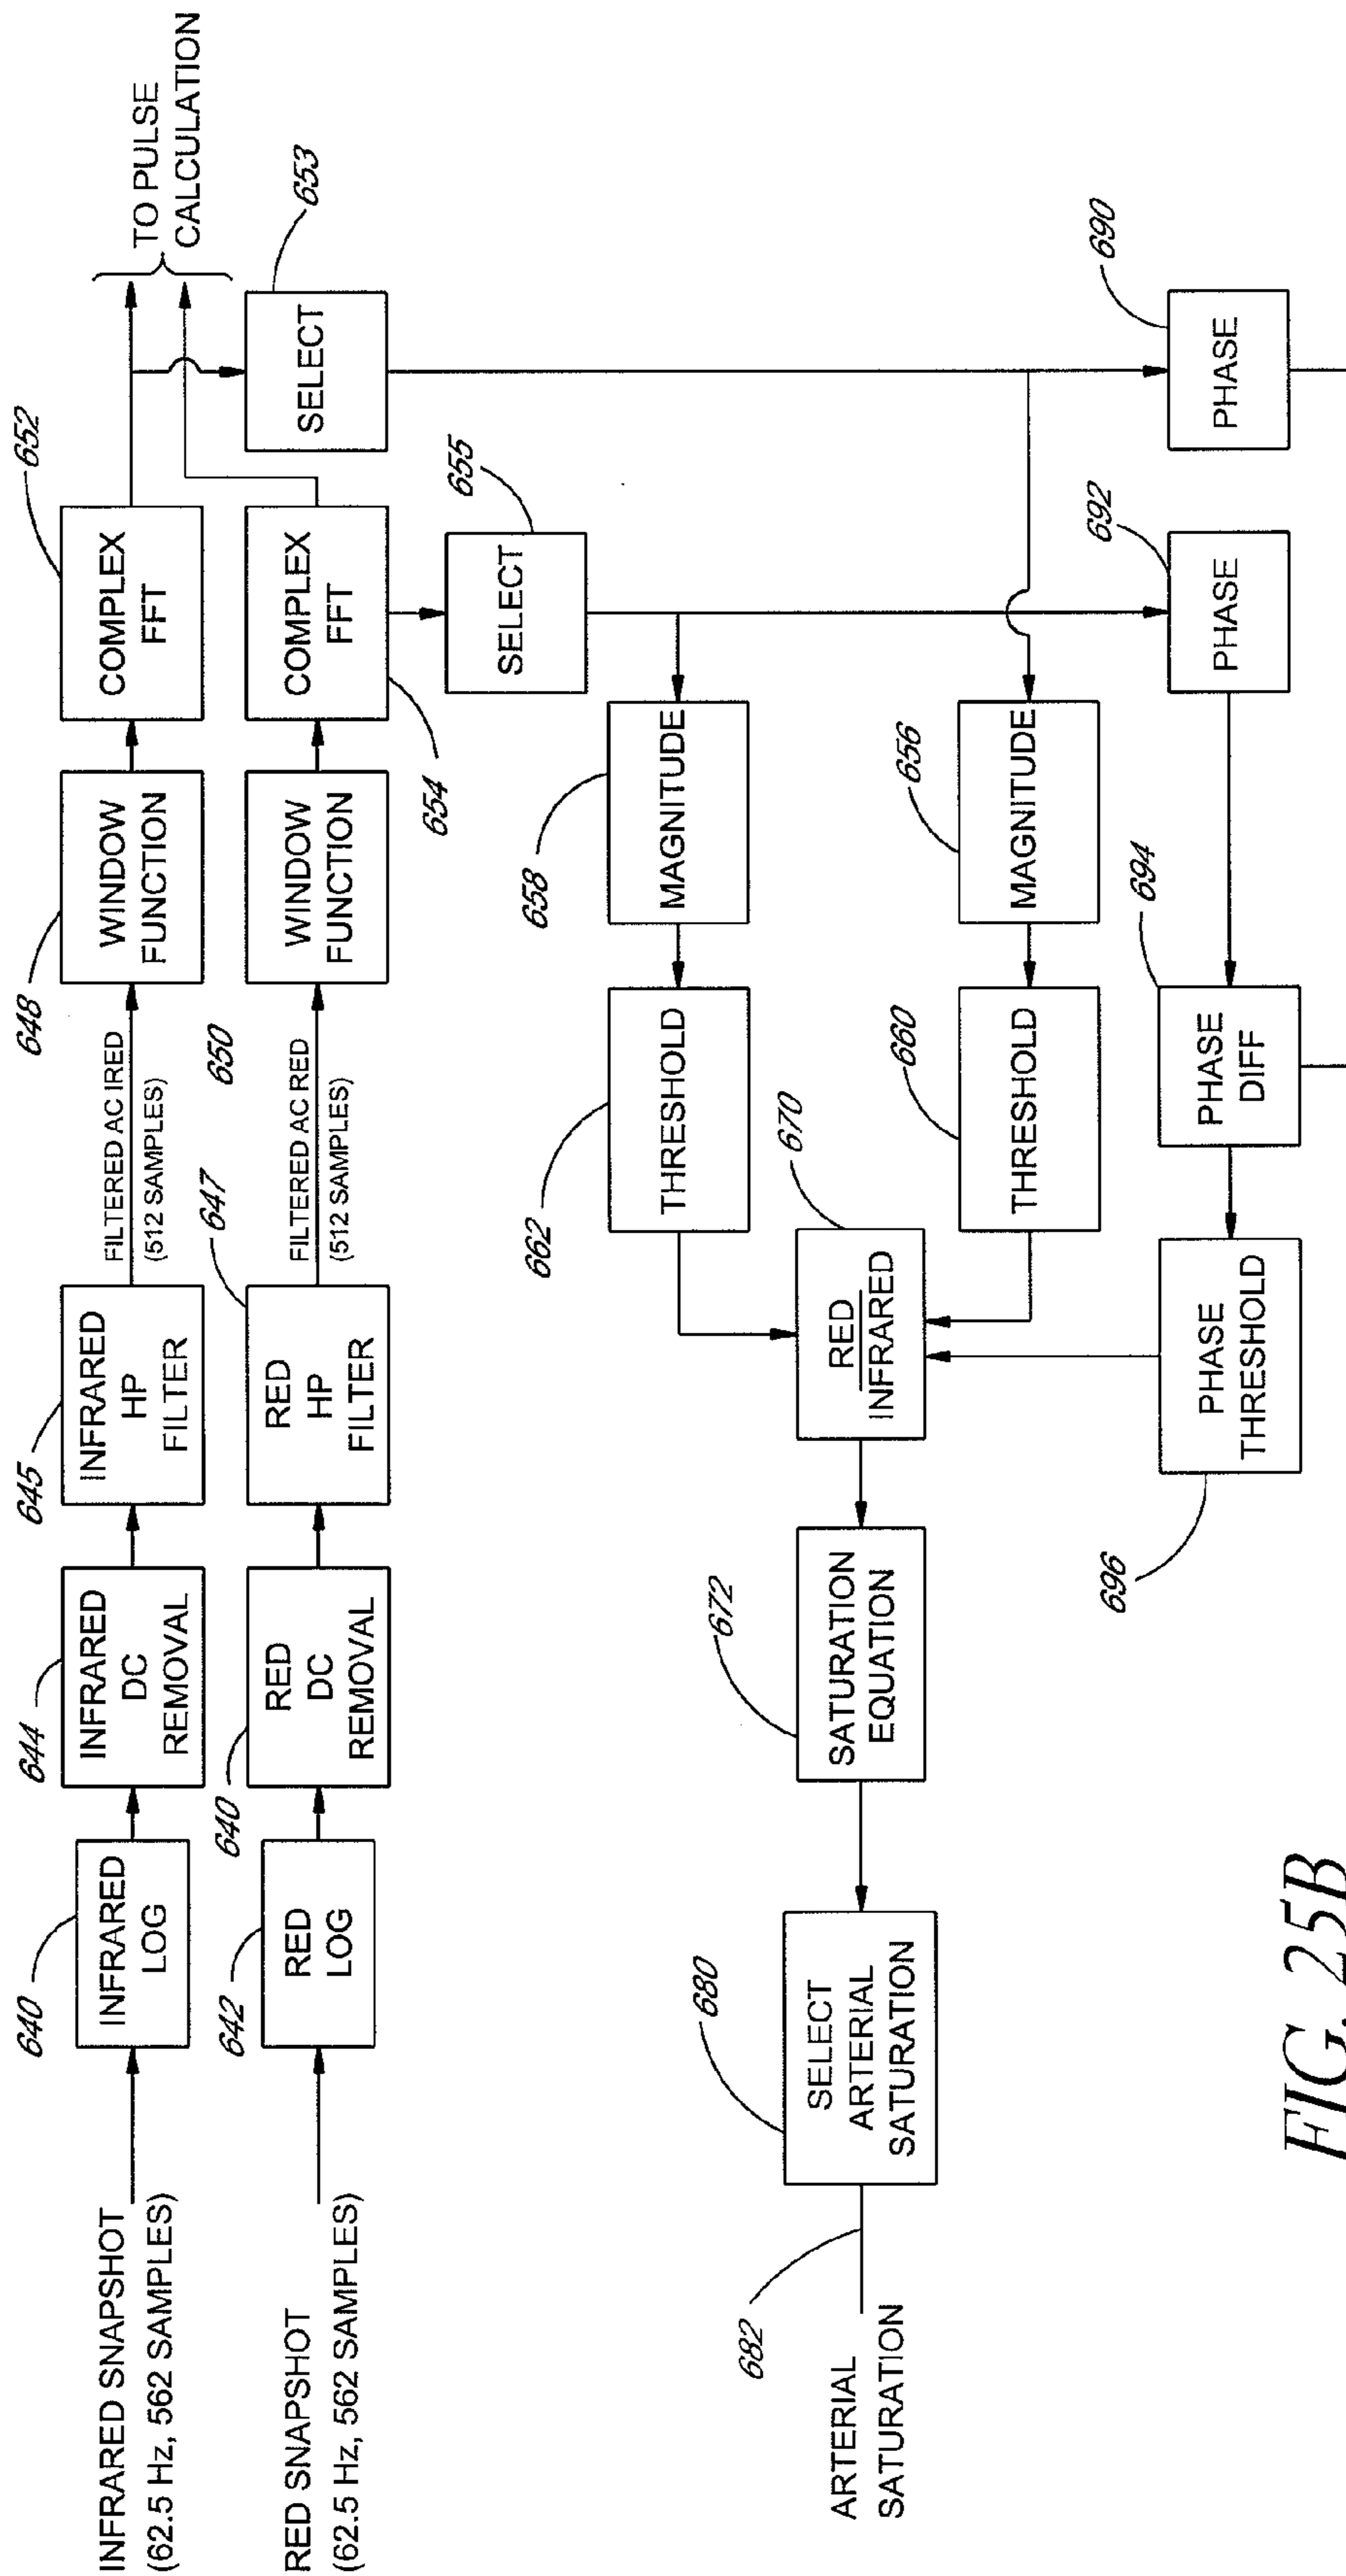 INFRARED SNAPSHOT
(62.5 Hz, 562 SAMPLES)
640
INFRARED
LOG
644
INFRARED
DC
REMOVAL
645
INFRARED
HP
FILTER
FILTERED AC IRED
(512 SAMPLES)
648
WINDOW
FUNCTION
652
COMPLEX
FFT
TO PULSE
CALCULATION
RED SNAPSHOT
(62.5 Hz, 562 SAMPLES)
642
RED
LOG
640
RED
DC
REMOVAL
647
RED
HP
FILTER
FILTERED AC RED
(512 SAMPLES)
650
WINDOW
FUNCTION
654
COMPLEX
FFT
653
SELECT
655
SELECT
658
MAGNITUDE
662
THRESHOLD
656
MAGNITUDE
660
THRESHOLD
670
RED
INFRARED
672
SATURATION
EQUATION
680
SELECT
ARTERIAL
SATURATION
682
ARTERIAL
SATURATION
690
PHASE
692
PHASE
694
PHASE
DIFF
696
PHASE
THRESHOLD
FIG. 25B